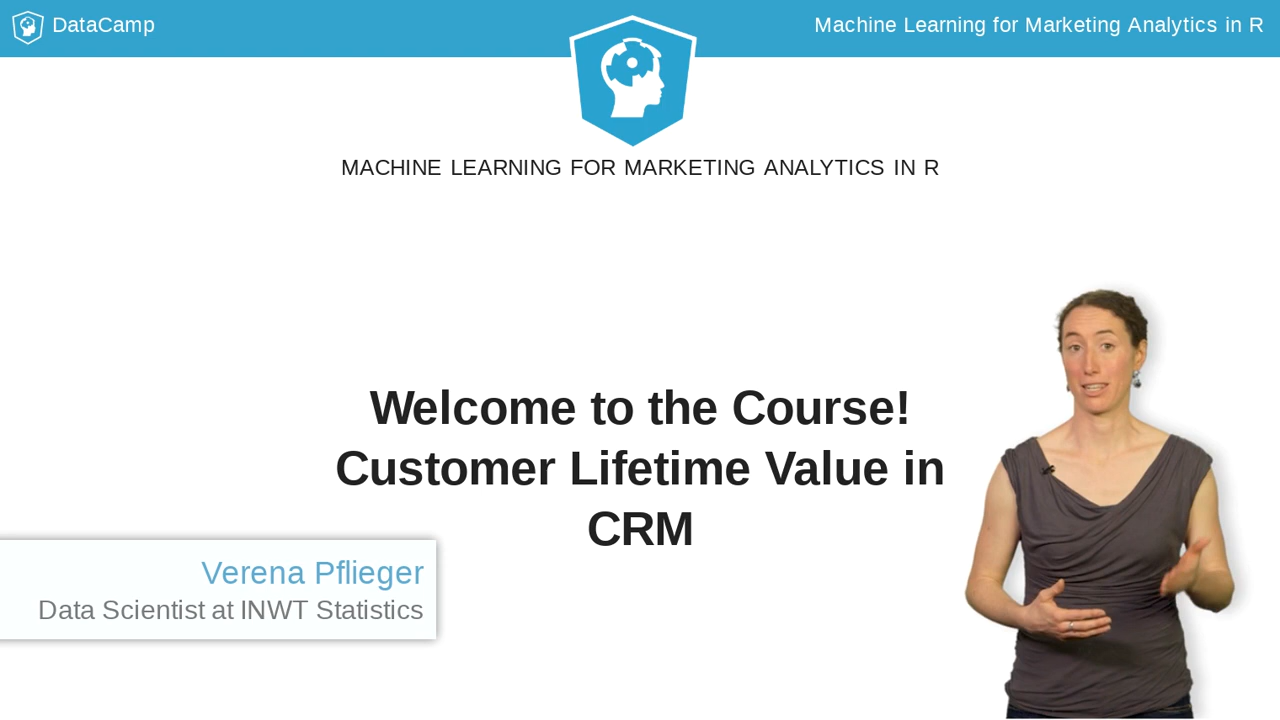 DataCamp
Machine Learning for Marketing Analytics in R
MACHINE LEARNING FOR MARKETING ANALYTICS IN R
Welcome to the Course!
Customer Lifetime Value in
CRM
Verena Pflieger
Data Scientist at INWT Statistics